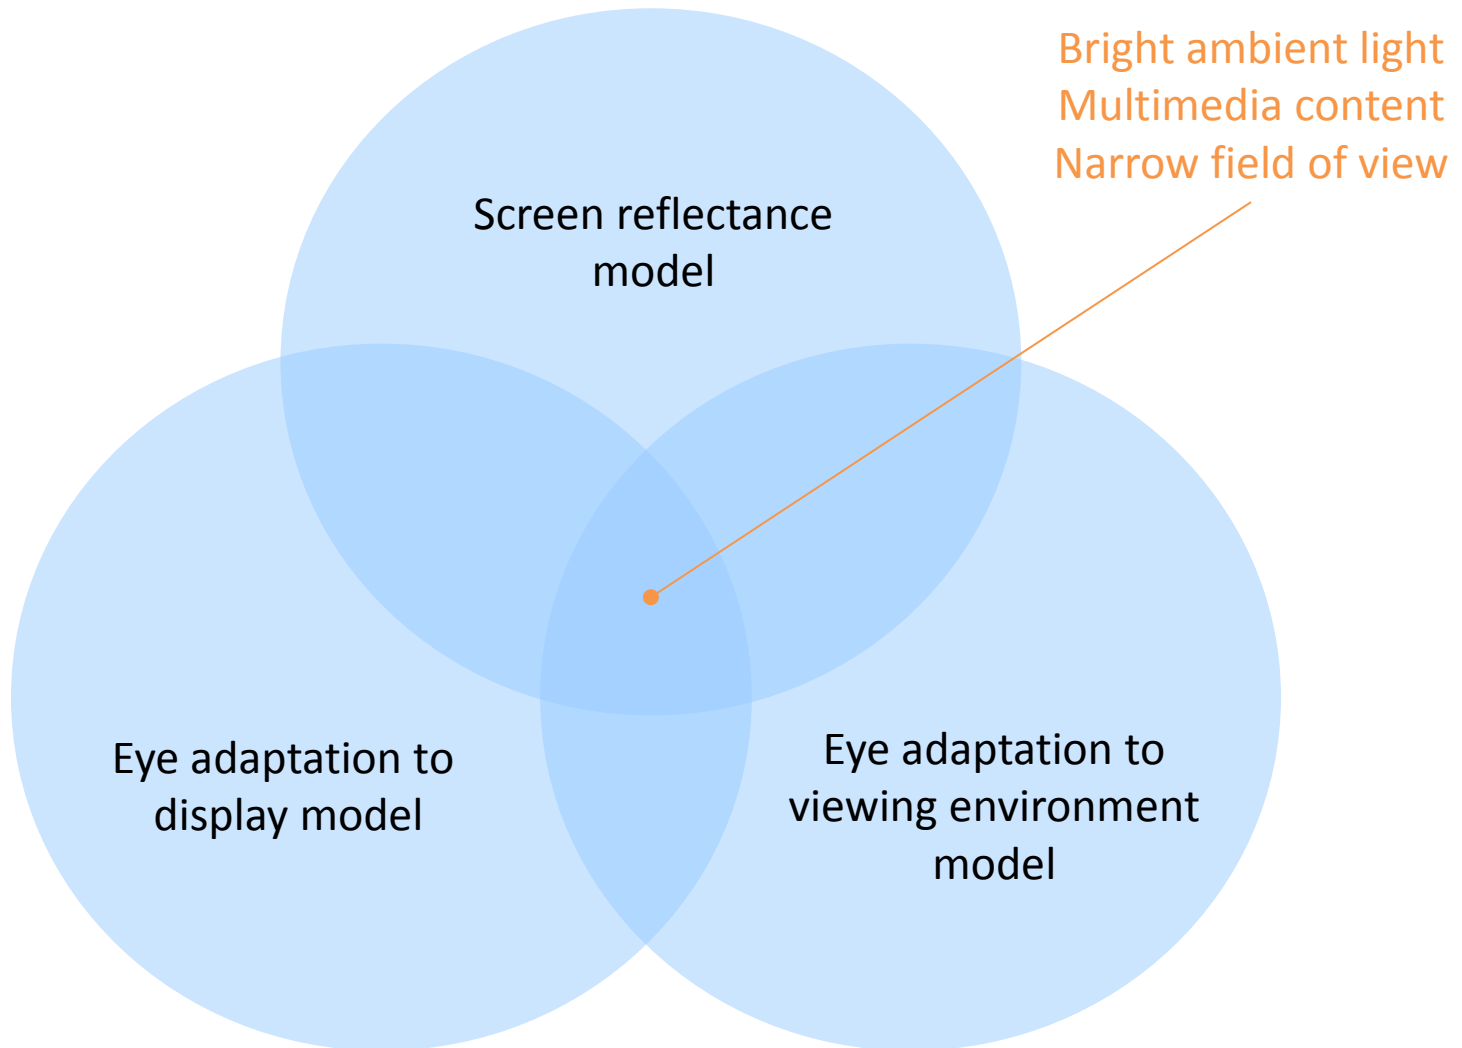 Bright ambient light
Multimedia content
Narrow field of view
Screen reflectance
model
Eye adaptation to
display model
Eye adaptation to
viewing environment
model